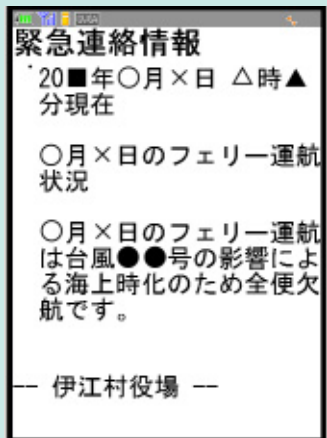 緊急連絡情報
20■年○月×日 △時▲
分現在
○月×日のフェリー運航
状況
○月×日のフェリー運航
は台風●●号の影響によ
る海上時化のため全便欠
航です。
-- 伊江村役場 --